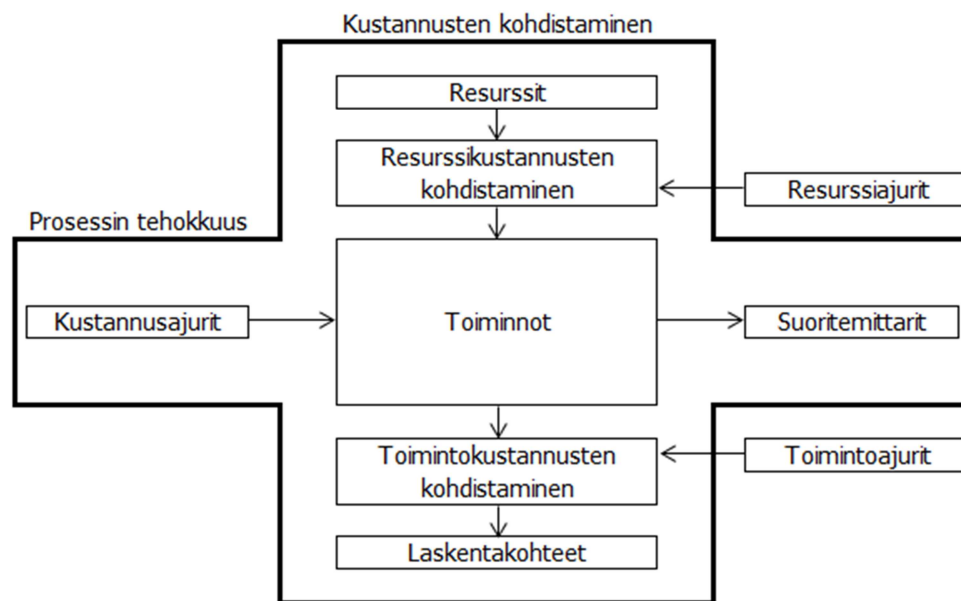 Kustannusten kohdistaminen
Resurssit
Resurssikustannusten
kohdistaminen
Resurssiajurit
Prosessin tehokkuus
Kustannusajurit
Toiminnot
Suoritemittarit
Toimintokustannusten
kohdistaminen
Toimintoajurit
Laskentakohteet